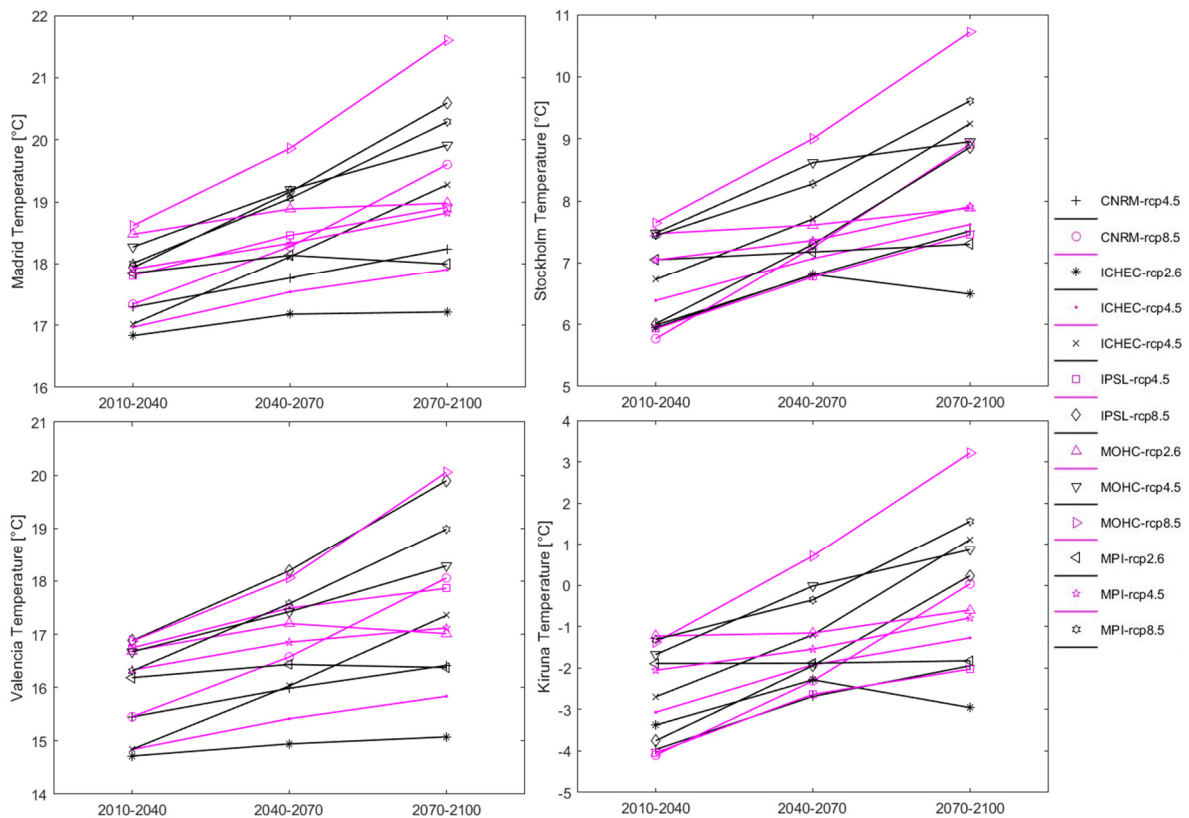 22
21
20
19
18
17
16
Madrid Temperature [°C]
2010-2040 2040-2070 2070-2100
11
10
9
8
7
6
5
Stockholm Temperature [°C]
2010-2040 2040-2070 2070-2100
21
20
19
18
17
16
15
14
Valencia Temperature [°C]
2010-2040 2040-2070 2070-2100
4
3
2
1
0
-1
-2
-3
-4
-5
Kiruna Temperature [°C]
2010-2040 2040-2070 2070-2100
CNRM-rcp4.5
CNRM-rcp8.5
ICHEC-rcp2.6
ICHEC-rcp4.5
ICHEC-rcp4.5
IPSL-rcp4.5
IPSL-rcp8.5
MOHC-rcp2.6
MOHC-rcp4.5
MOHC-rcp8.5
MPI-rcp2.6
MPI-rcp4.5
MPI-rcp8.5